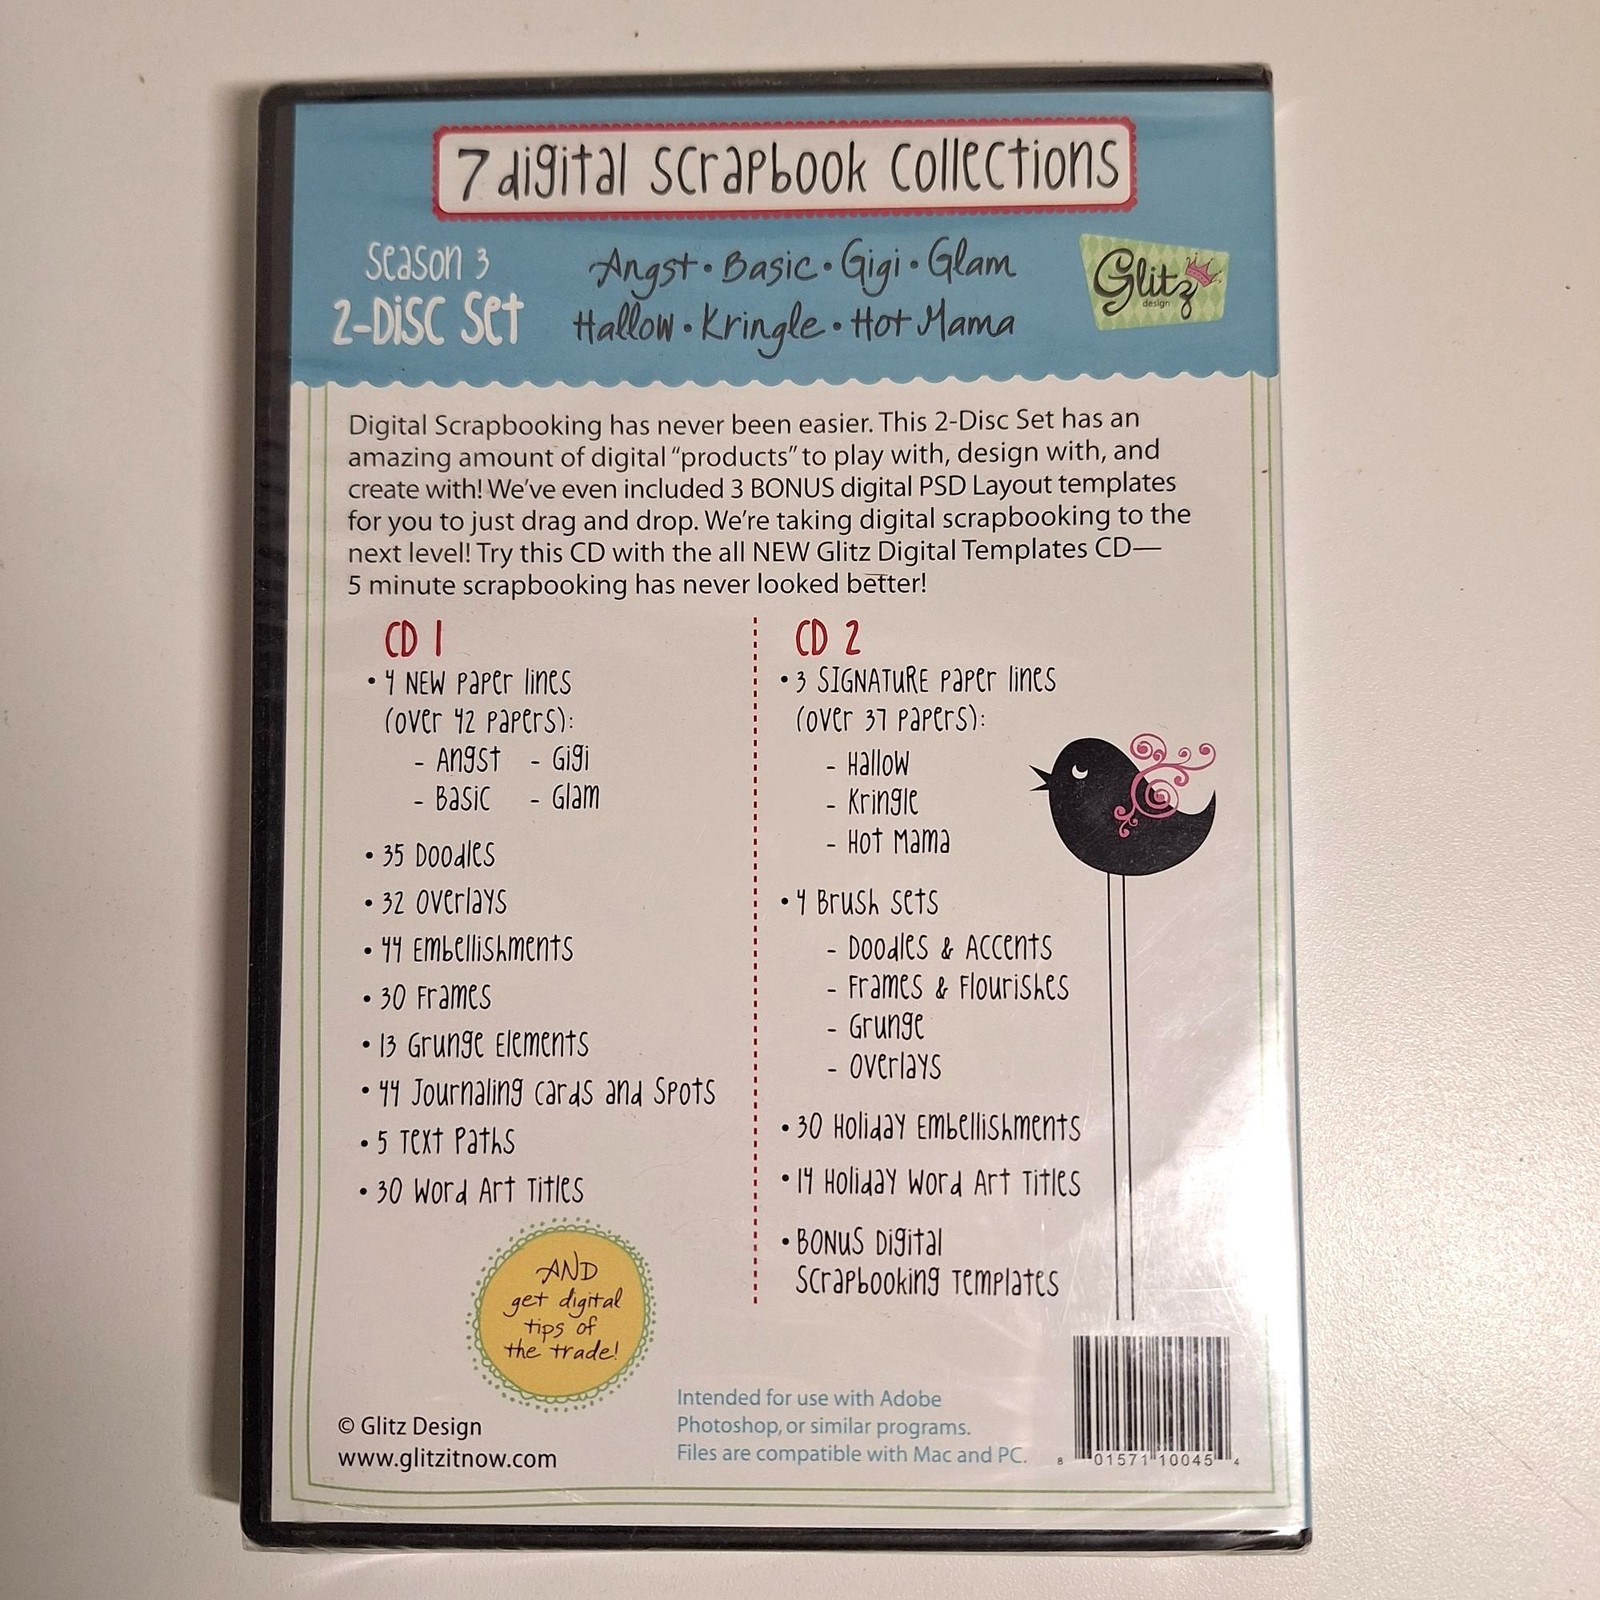 7 digital scrapbook collections
Season 3
2-Disc Set
Angst • Basic • Gigi • Glam
Hallow • Kringle • Hot Mama
Glitz
design
Digital Scrapbooking has never been easier. This 2-Disc Set has an
amazing amount of digital “products” to play with, design with, and
create with! We’ve even included 3 BONUS digital PSD Layout templates
for you to just drag and drop. We’re taking digital scrapbooking to the
next level! Try this CD with the all NEW Glitz Digital Templates CD—
5 minute scrapbooking has never looked better!
CD 1
• 4 NEW Paper lines
(over 42 papers):
- Angst - Gigi
- Basic - Glam
• 35 Doodles
• 32 Overlays
• 44 Embellishments
• 30 Frames
• 13 Grunge Elements
• 44 Journaling Cards and Spots
• 5 Text Paths
• 30 Word Art Titles
AND
get digital
tips of
the trade!
CD 2
• 3 SIGNATURE Paper lines
(over 37 papers):
- Hallow
- Kringle
- Hot Mama
• 4 Brush Sets
- Doodles & Accents
- Frames & Flourishes
- Grunge
- Overlays
• 30 Holiday Embellishments
• 14 Holiday Word Art Titles
• BONUS Digital
Scrapbooking Templates
© Glitz Design
www.glitzitnow.com
Intended for use with Adobe
Photoshop, or similar programs.
Files are compatible with Mac and PC.
8 01571 10045 4